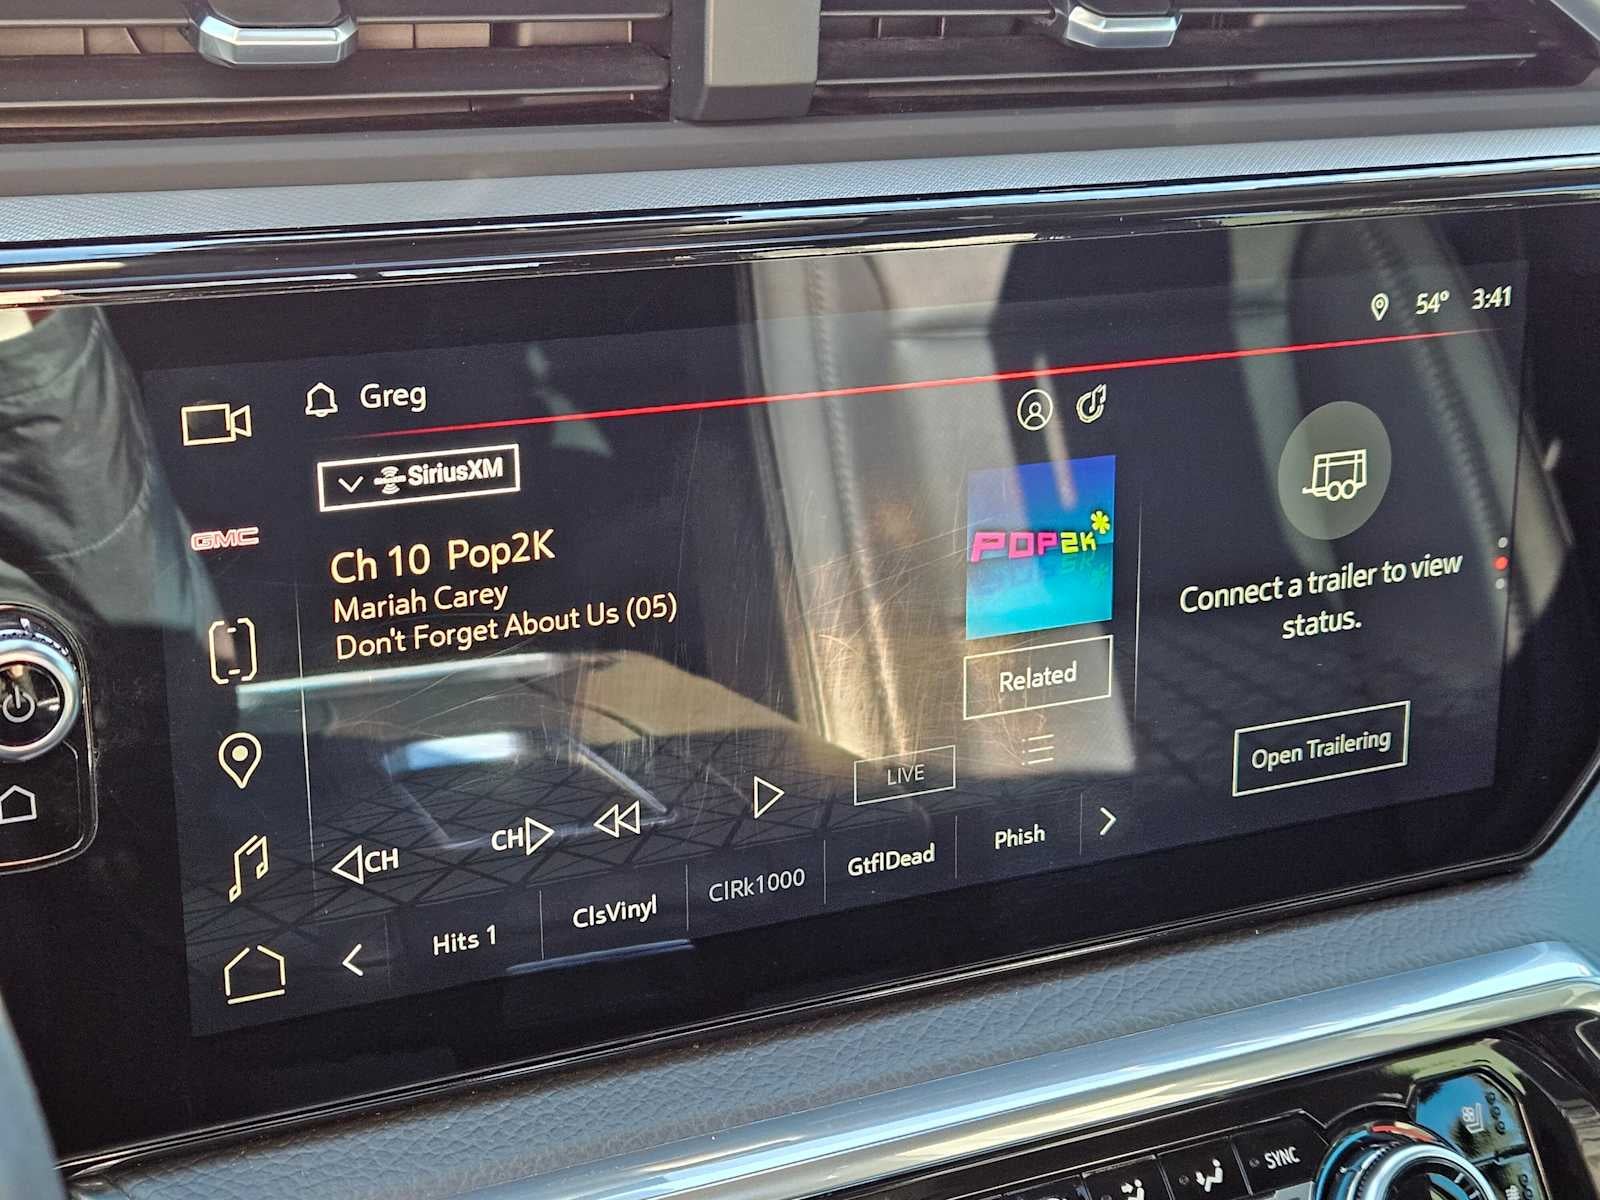 54° 3:41
Greg
SiriusXM
GMC
Ch 10 Pop2K
Mariah Carey
Don't Forget About Us (05)
POP2K*
Related
Connect a trailer to view
status.
Open Trailering
LIVE
CH
CH
Hits 1
ClsVinyl
ClRk1000
GtflDead
Phish
SYNC